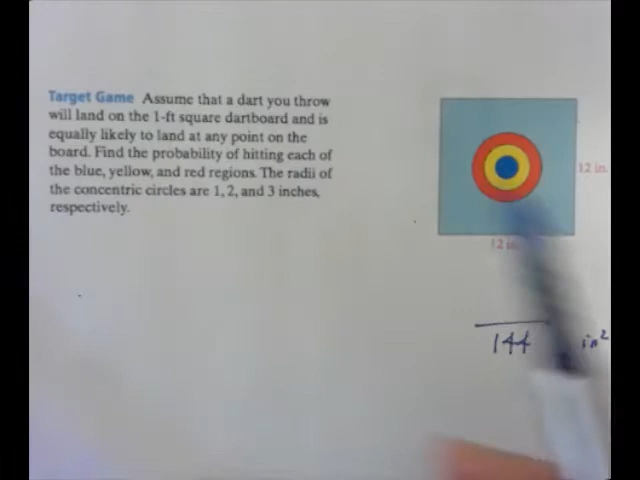 Target Game Assume that a dart you throw
will land on the 1-ft square dartboard and is
equally likely to land at any point on the
board. Find the probability of hitting each of
the blue, yellow, and red regions. The radii of
the concentric circles are 1, 2, and 3 inches,
respectively.
12 in.
12 in
144 in²